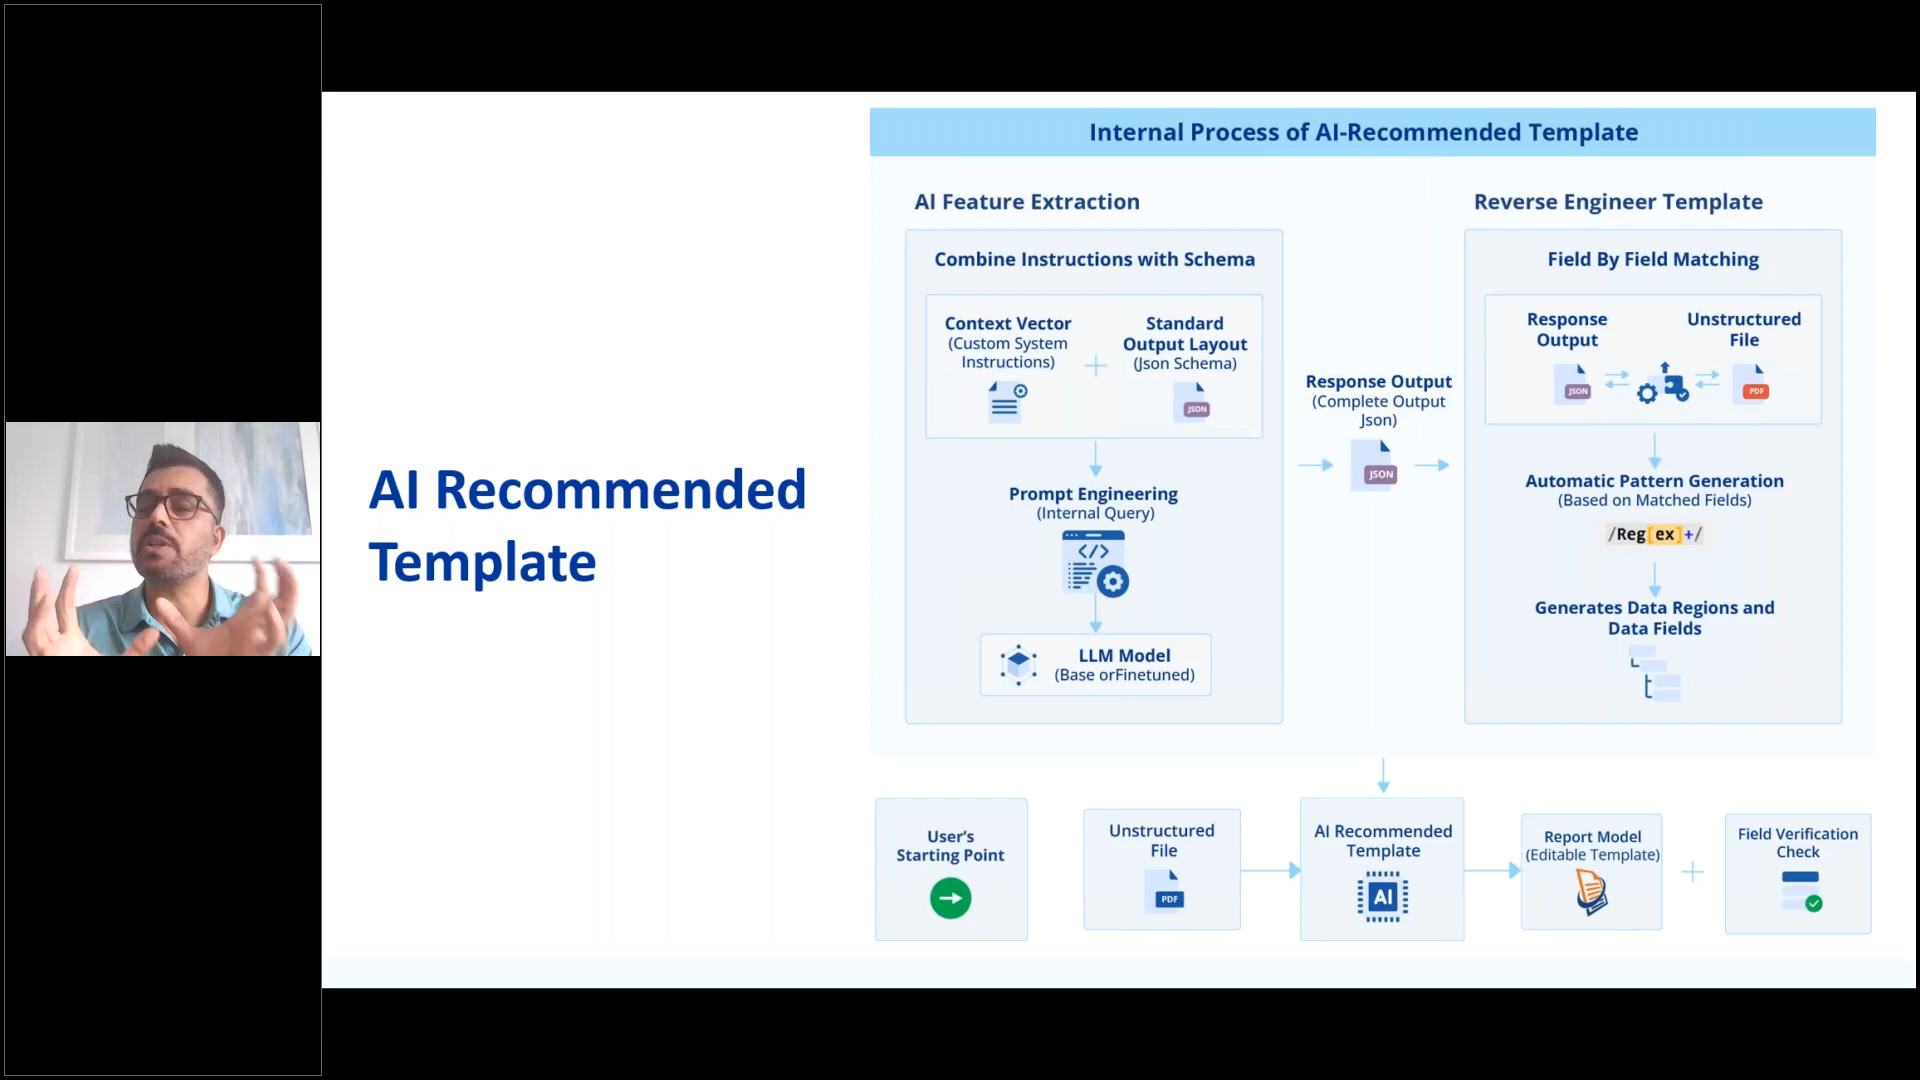 AI Recommended
Template
Internal Process of AI-Recommended Template
AI Feature Extraction
Combine Instructions with Schema
Context Vector
(Custom System
Instructions)
Standard
Output Layout
(Json Schema)
JSON
Prompt Engineering
(Internal Query)
</>
LLM Model
(Base orFinetuned)
Response Output
(Complete Output
Json)
JSON
Reverse Engineer Template
Field By Field Matching
Response
Output
JSON
Unstructured
File
PDF
Automatic Pattern Generation
(Based on Matched Fields)
/Reg[ex]+/
Generates Data Regions and
Data Fields
User's
Starting Point
Unstructured
File
PDF
AI Recommended
Template
AI
Report Model
(Editable Template)
Field Verification
Check